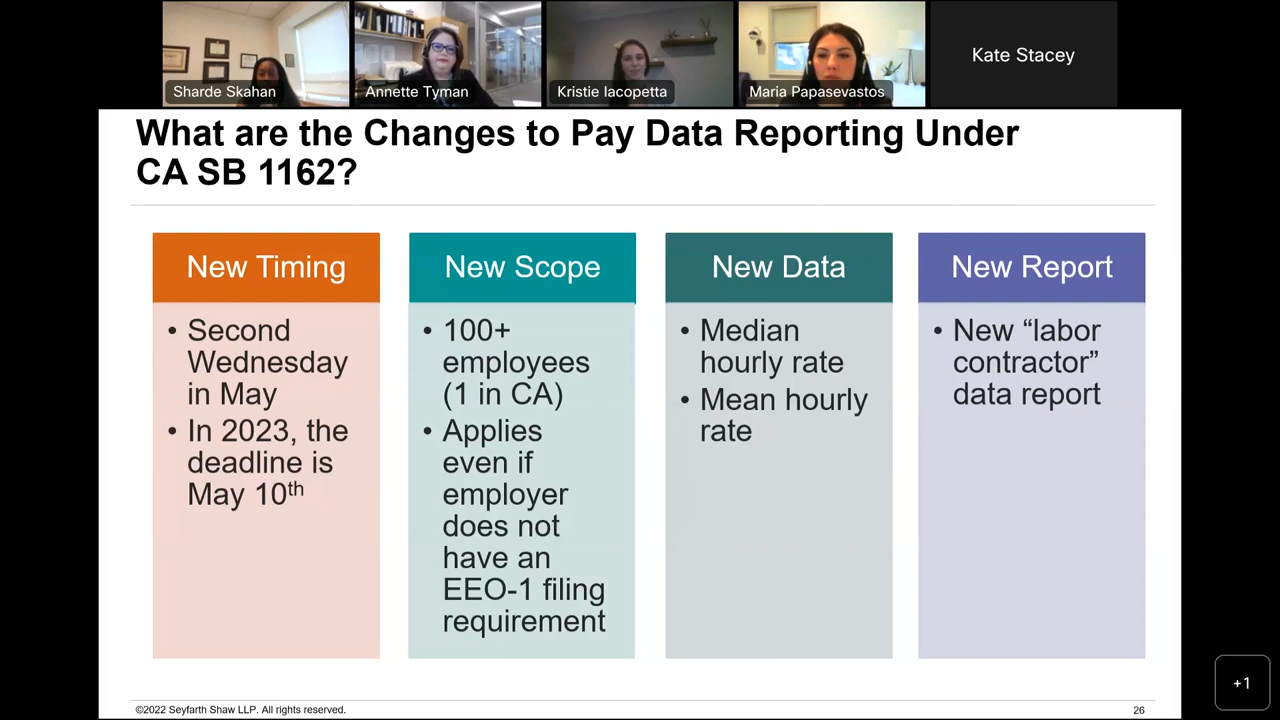 Sharde Skahan
Annette Tyman
Kristie Iacopetta
Maria Papasevastos
Kate Stacey
What are the Changes to Pay Data Reporting Under
CA SB 1162?
New Timing
• Second
Wednesday
in May
• In 2023, the
deadline is
May 10th
New Scope
• 100+
employees
(1 in CA)
• Applies
even if
employer
does not
have an
EEO-1 filing
requirement
New Data
• Median
hourly rate
• Mean hourly
rate
New Report
• New “labor
contractor”
data report
©2022 Seyfarth Shaw LLP. All rights reserved.
26
+1